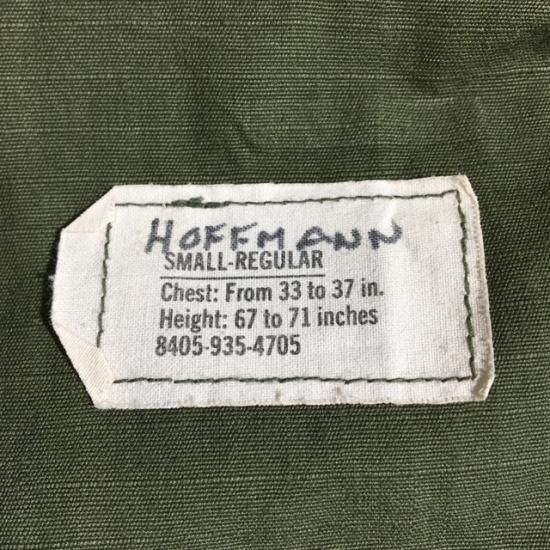 HOFFMANN
SMALL-REGULAR
Chest: From 33 to 37 in.
Height: 67 to 71 inches
8405-935-4705